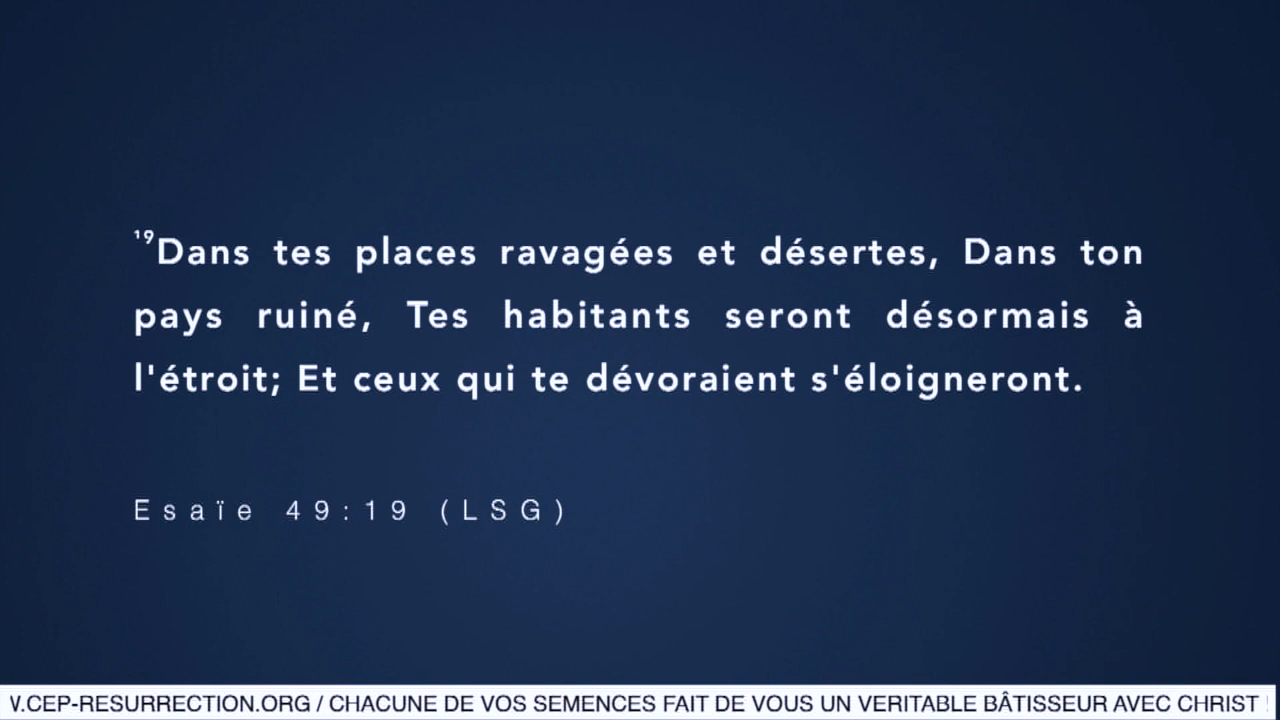 ¹⁹Dans tes places ravagées et désertes, Dans ton
pays ruiné, Tes habitants seront désormais à
l'étroit; Et ceux qui te dévoraient s'éloigneront.
Esaïe 49:19 (LSG)
.CEP-RESURRECTION.ORG / CHACUNE DE VOS SEMENCES FAIT DE VOUS UN VERITABLE BÂTISSEUR AVEC CHRIST